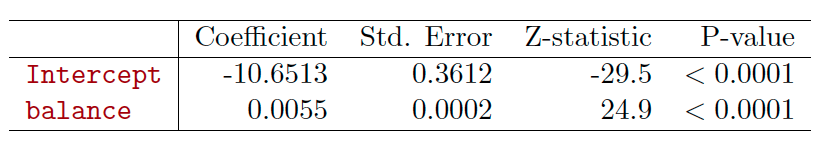 Coefficient Std. Error Z-statistic P-value
Intercept -10.6513 0.3612 -29.5 < 0.0001
balance 0.0055 0.0002 24.9 < 0.0001